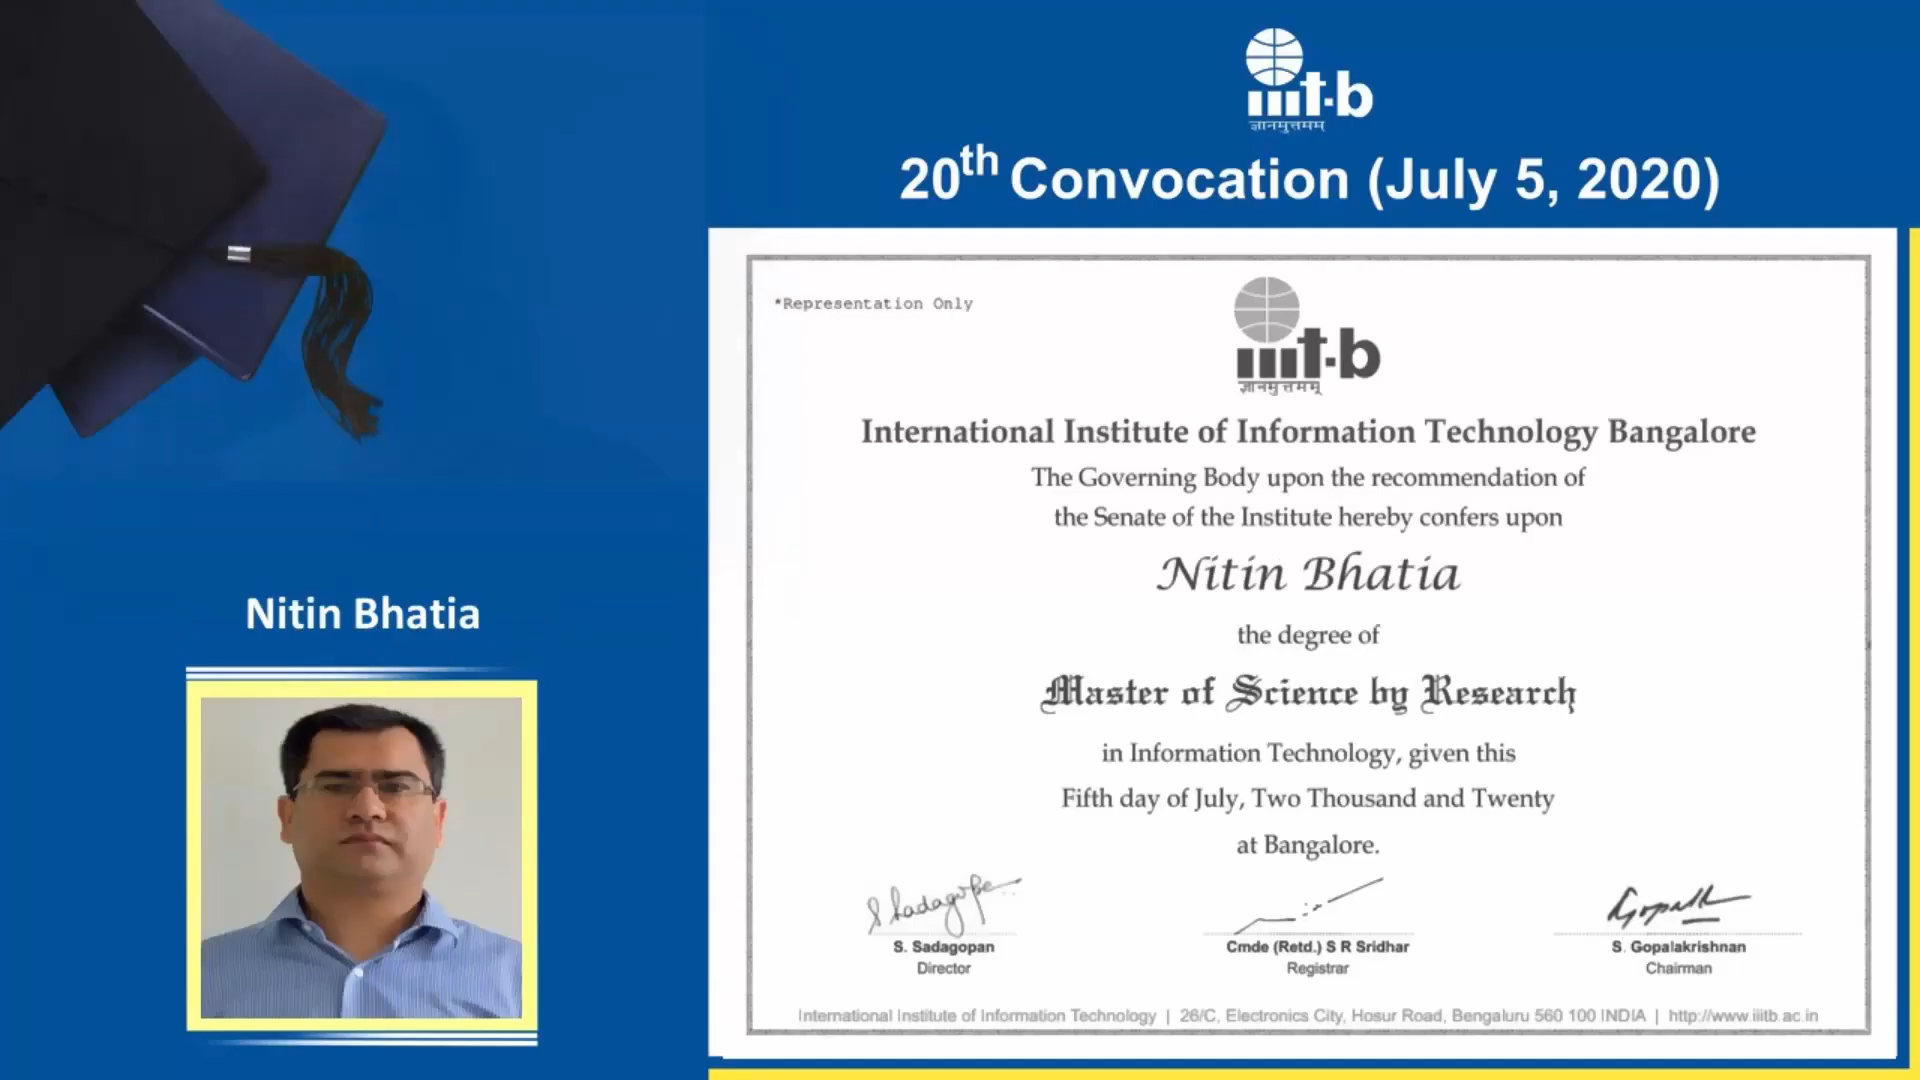 iiit-b
ज्ञानमुत्तमम्
20th Convocation (July 5, 2020)
*Representation Only
iiit-b
ज्ञानमुत्तमम्
International Institute of Information Technology Bangalore
The Governing Body upon the recommendation of
the Senate of the Institute hereby confers upon
Nitin Bhatia
the degree of
Master of Science by Research
in Information Technology, given this
Fifth day of July, Two Thousand and Twenty
at Bangalore.
S Sadagopan
Gopalk
S. Sadagopan
Director
Cmde (Retd.) S R Sridhar
Registrar
S. Gopalakrishnan
Chairman
International Institute of Information Technology | 26/C, Electronics City, Hosur Road, Bengaluru 560 100 INDIA | http://www.iiitb.ac.in
Nitin Bhatia